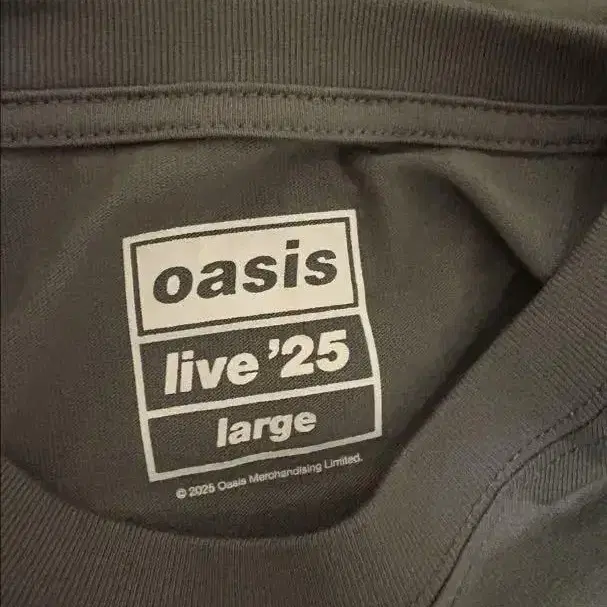 oasis
live ’25
large
© 2025 Oasis Merchandising Limited.